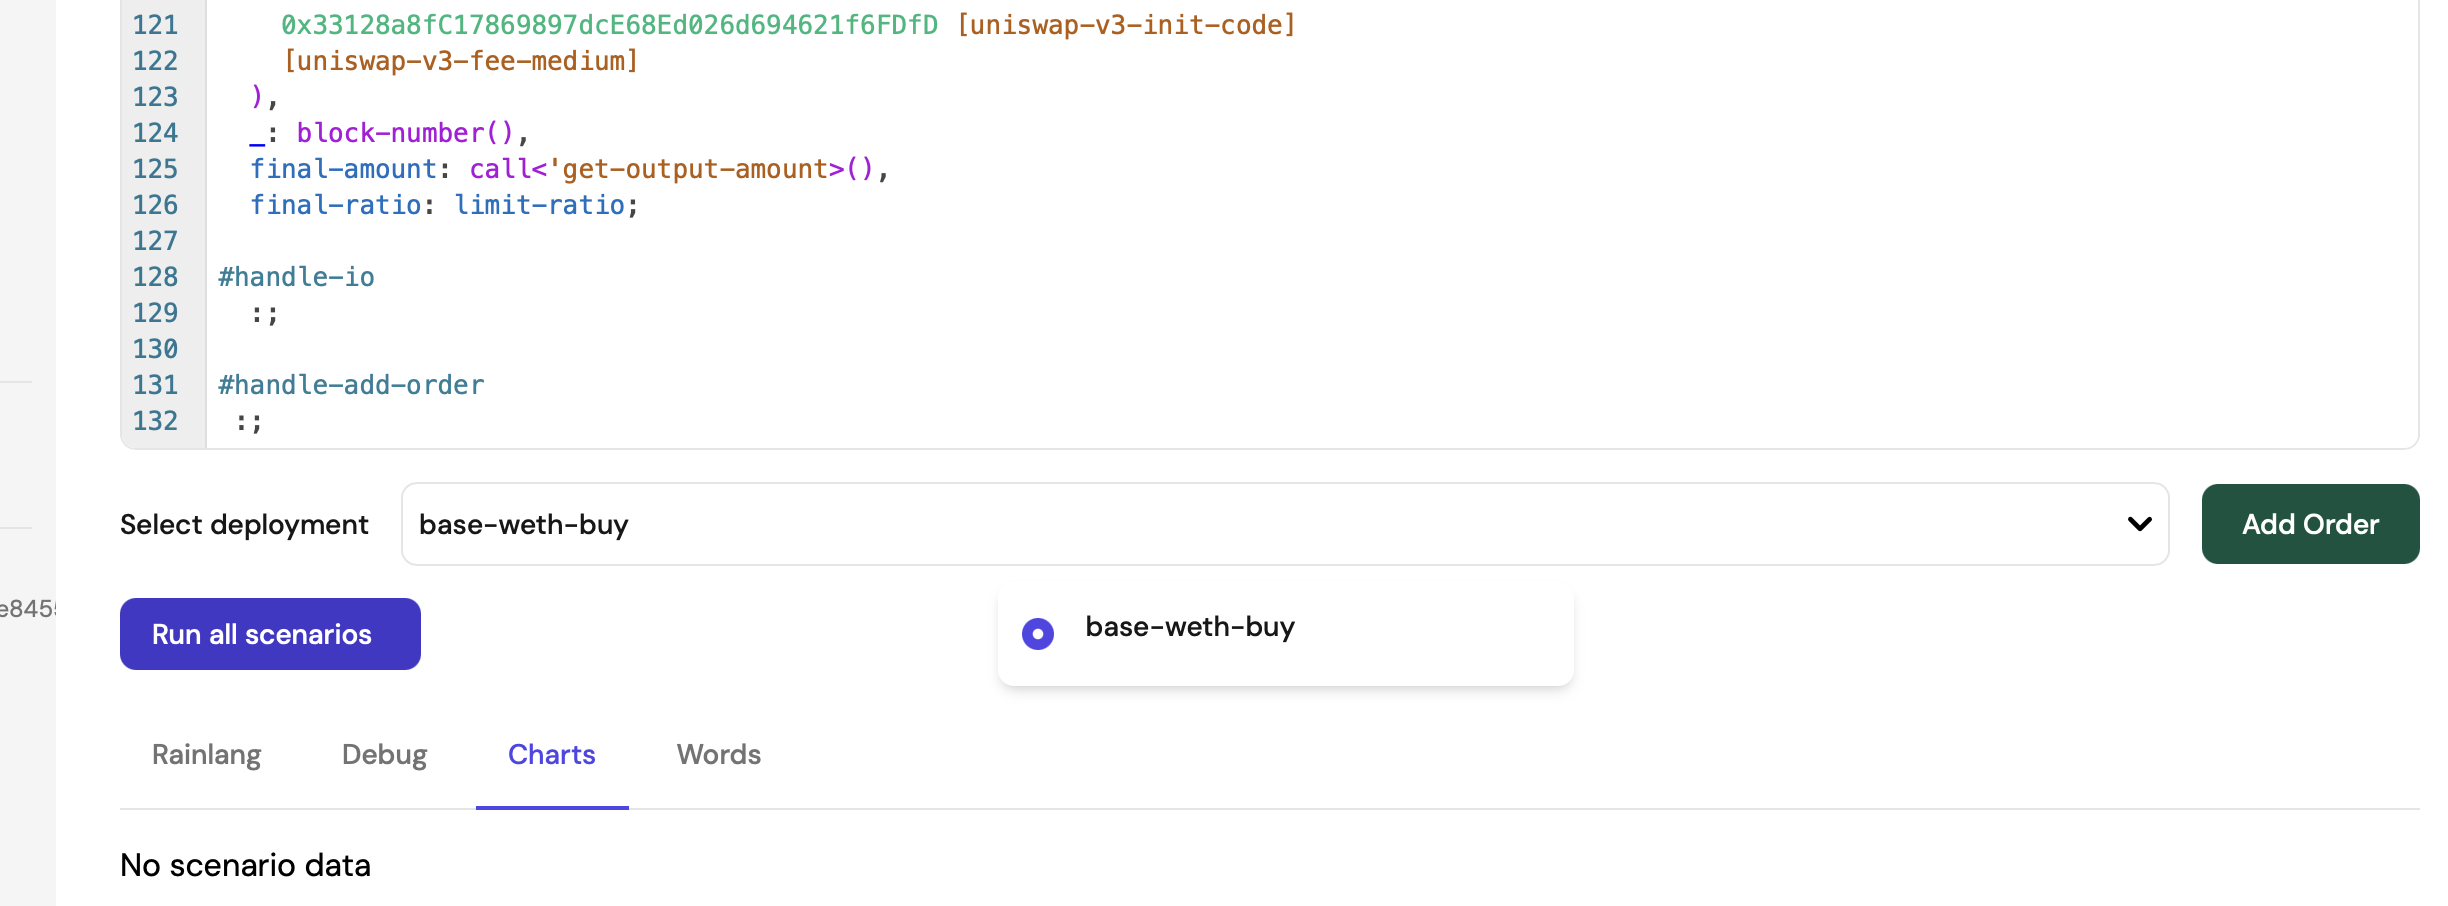 121 0x33128a8fC17869897dcE68Ed026d694621f6FDfD [uniswap-v3-init-code]
122 [uniswap-v3-fee-medium]
123 ),
124 _: block-number(),
125 final-amount: call<'get-output-amount>(),
126 final-ratio: limit-ratio;
127
128 #handle-io
129 :;
130
131 #handle-add-order
132 :;
Select deployment base-weth-buy Add Order
e845
Run all scenarios
base-weth-buy
Rainlang Debug Charts Words
No scenario data